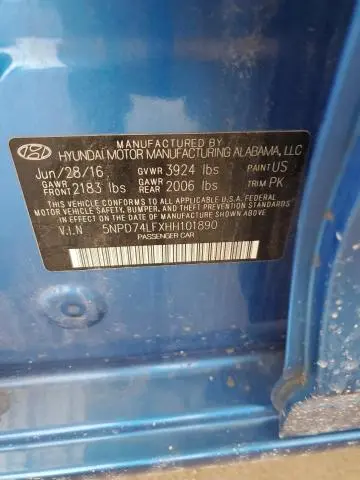 MANUFACTURED BY
HYUNDAI MOTOR MANUFACTURING ALABAMA, LLC
Jun/28/16 GVWR 3924 lbs PAINT US
GAWR FRONT 2183 lbs GAWR REAR 2006 lbs TRIM PK
THIS VEHICLE CONFORMS TO ALL APPLICABLE U.S.A. FEDERAL
MOTOR VEHICLE SAFETY, BUMPER, AND THEFT PREVENTION STANDARDS
IN EFFECT ON THE DATE OF MANUFACTURE SHOWN ABOVE.
V.I.N 5NPD74LFXHH101890
PASSENGER CAR